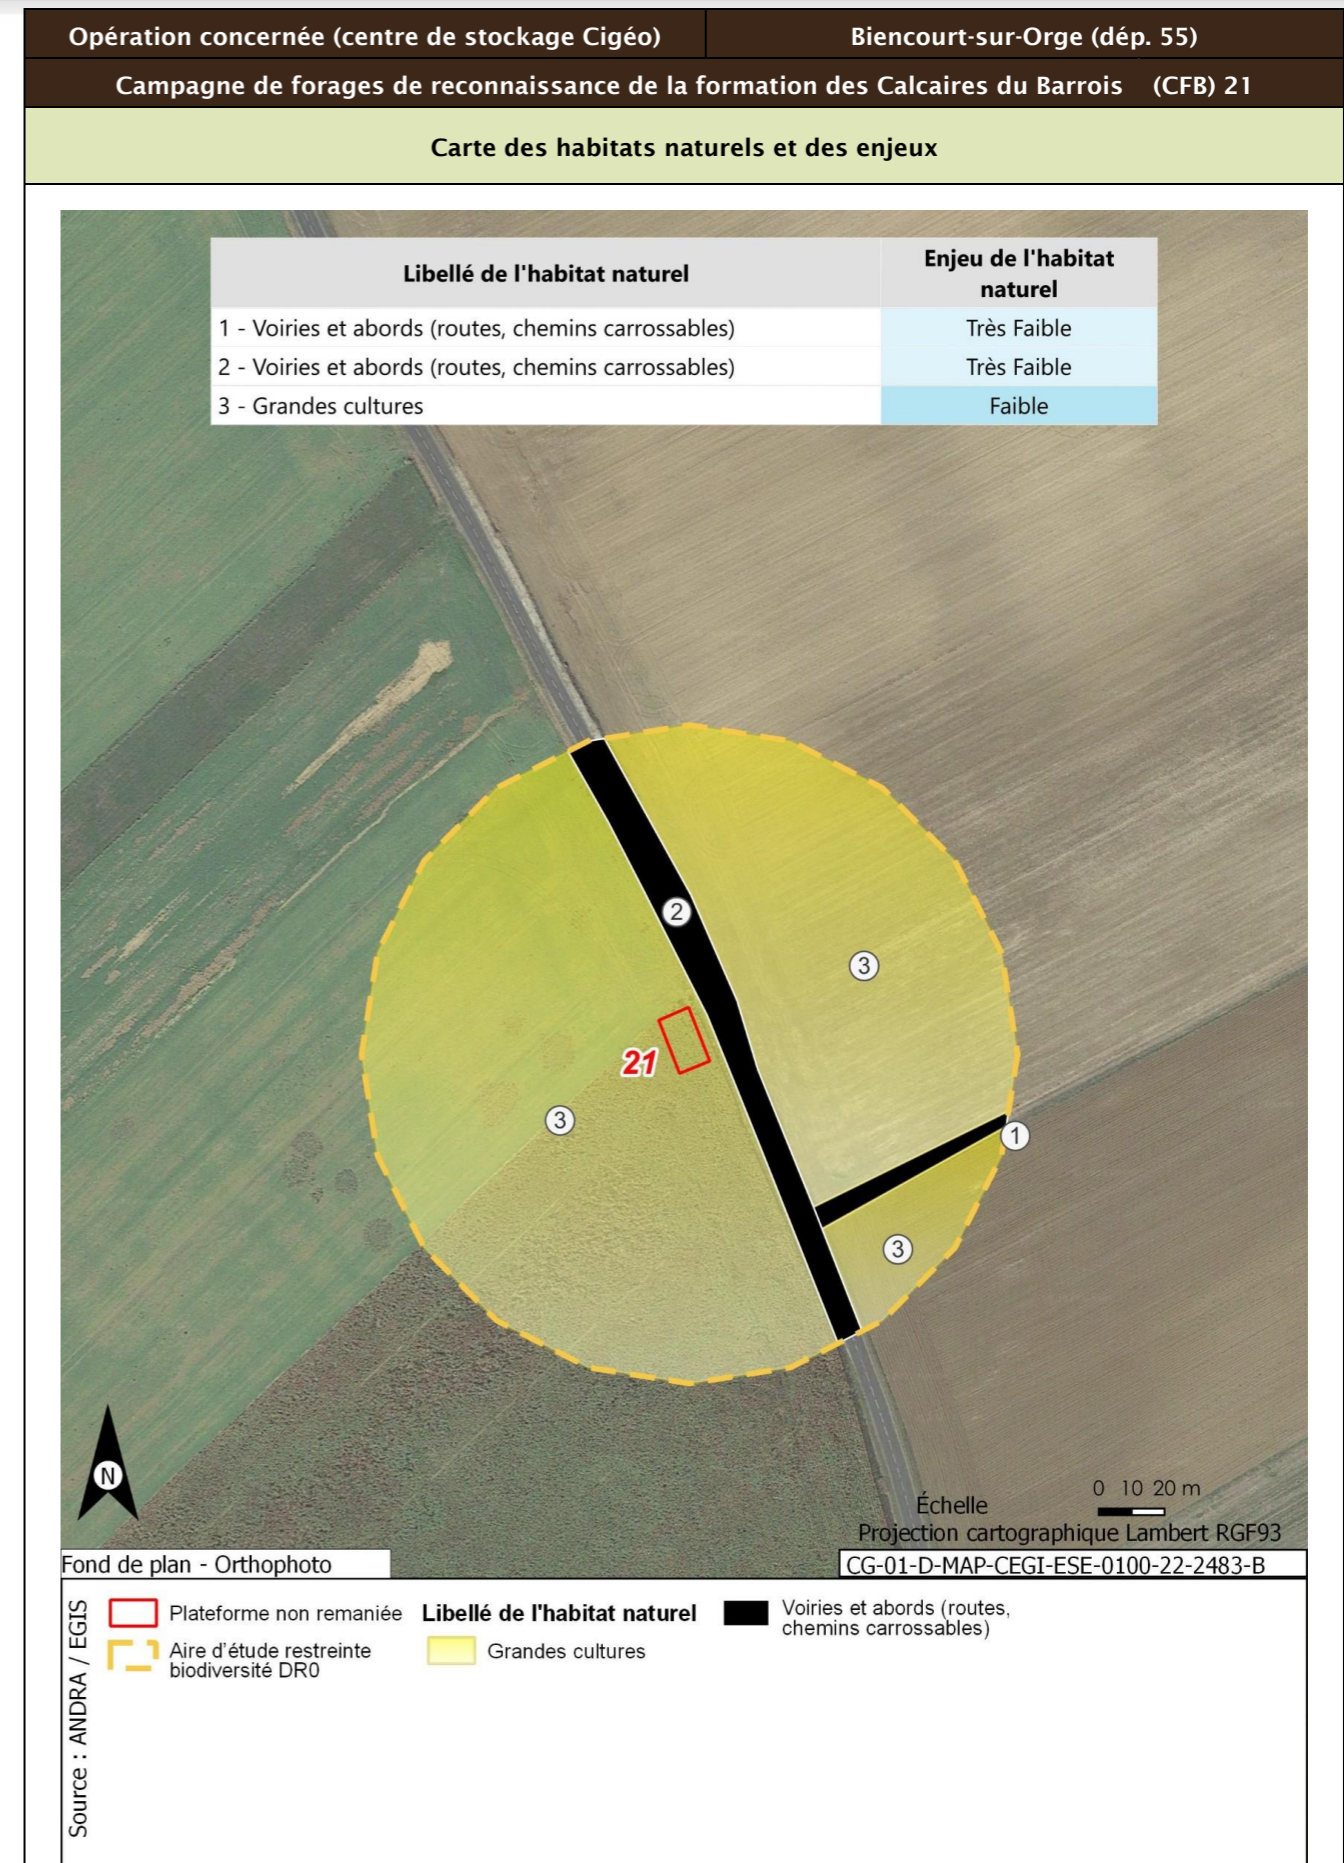 Opération concernée (centre de stockage Cigéo)
Biencourt-sur-Orge (dép. 55)
Campagne de forages de reconnaissance de la formation des Calcaires du Barrois (CFB) 21
Carte des habitats naturels et des enjeux
Libellé de l'habitat naturel
Enjeu de l'habitat
naturel
1 - Voiries et abords (routes, chemins carrossables)
Très Faible
2 - Voiries et abords (routes, chemins carrossables)
Très Faible
3 - Grandes cultures
Faible
2
3
21
3
1
3
N
0 10 20 m
Échelle
Projection cartographique Lambert RGF93
Fond de plan - Orthophoto
CG-01-D-MAP-CEGI-ESE-0100-22-2483-B
Source : ANDRA / EGIS
Plateforme non remaniée
Aire d'étude restreinte
biodiversité DR0
Libellé de l'habitat naturel
Grandes cultures
Voiries et abords (routes,
chemins carrossables)